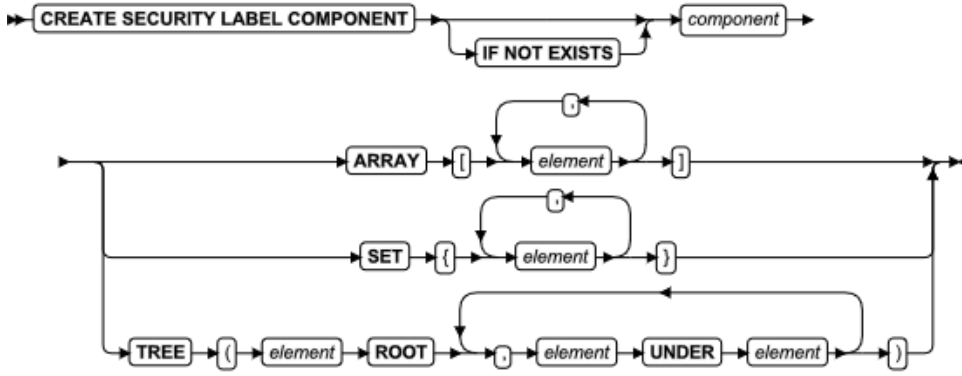 CREATE SECURITY LABEL COMPONENT component
IF NOT EXISTS
,
ARRAY [ element ]
,
SET { element }
TREE ( element ROOT , element UNDER element )